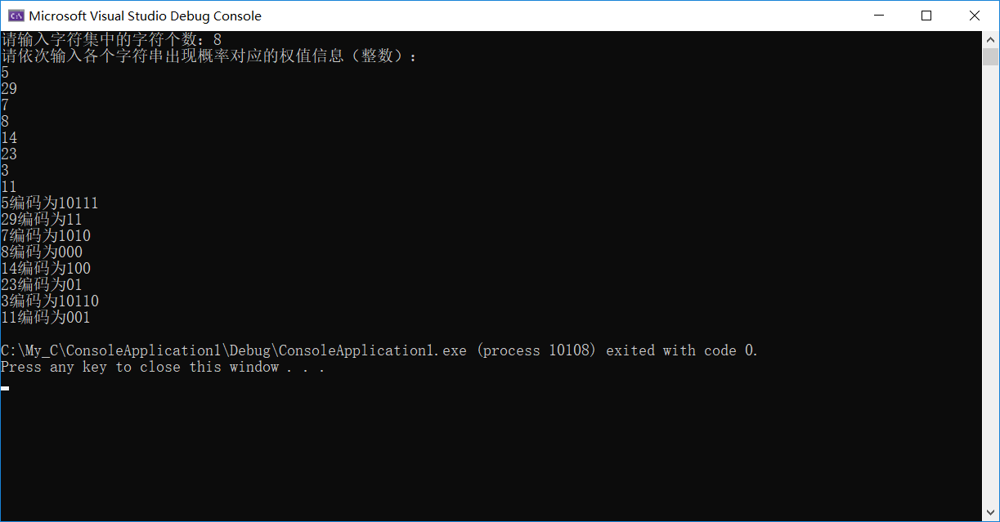 Microsoft Visual Studio Debug Console
请输入字符集中的字符个数：8
请依次输入各个字符串出现概率对应的权值信息（整数）：
5
29
7
8
14
23
3
11
5编码为10111
29编码为11
7编码为1010
8编码为000
14编码为100
23编码为01
3编码为10110
11编码为001
C:\My_C\ConsoleApplication1\Debug\ConsoleApplication1.exe (process 10108) exited with code 0.
Press any key to close this window . . .